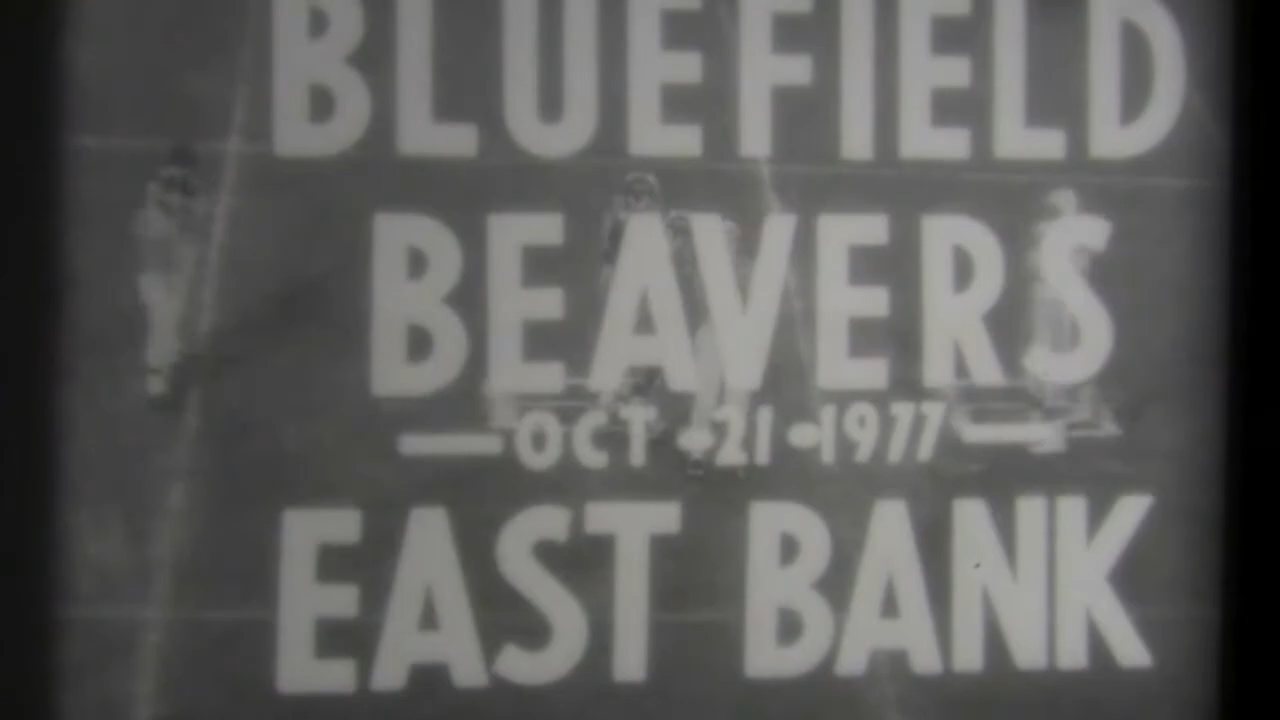 BLUEFIELD
BEAVERS
—OCT • 21 • 1977—
EAST BANK